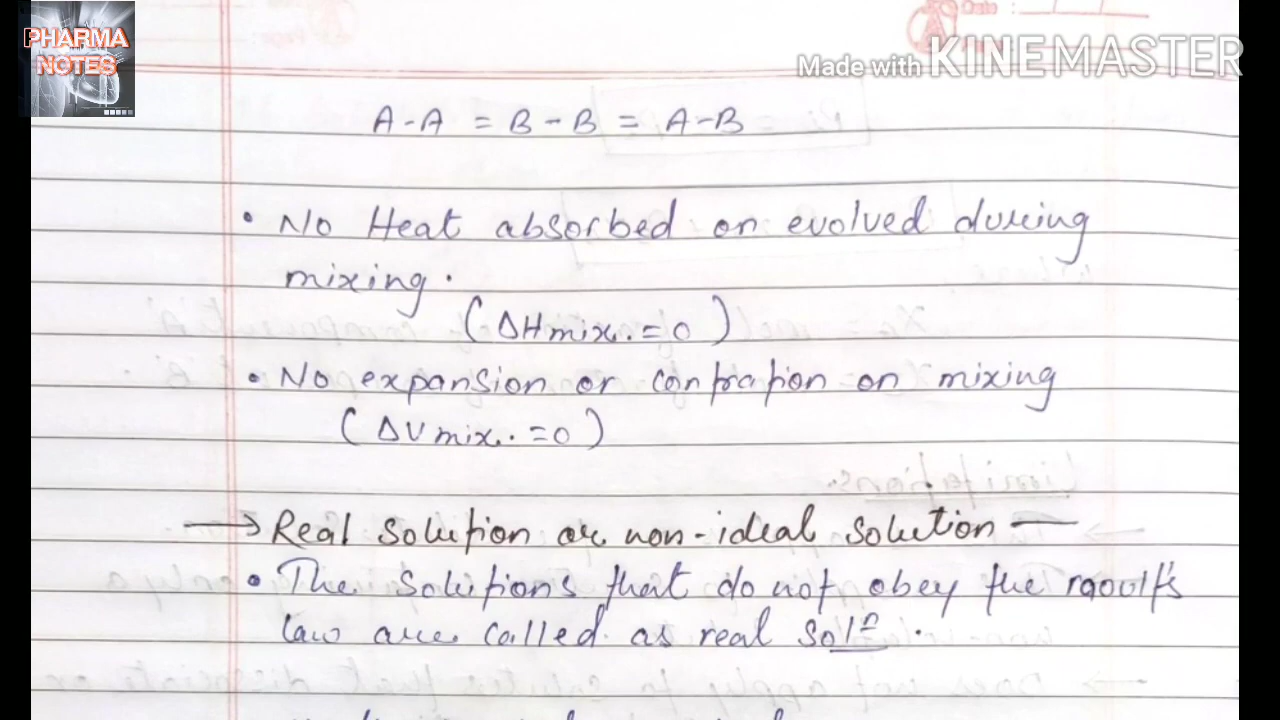 PHARMA
NOTES
Made with KINEMASTER
A-A = B-B = A-B
• No Heat absorbed or evolved during
mixing.
(ΔHmix. = 0)
• No expansion or contraction on mixing
(ΔVmix. = 0)
→ Real solution or non-ideal solution —
• The solutions that do not obey the raoult's
law are called as real solⁿ.